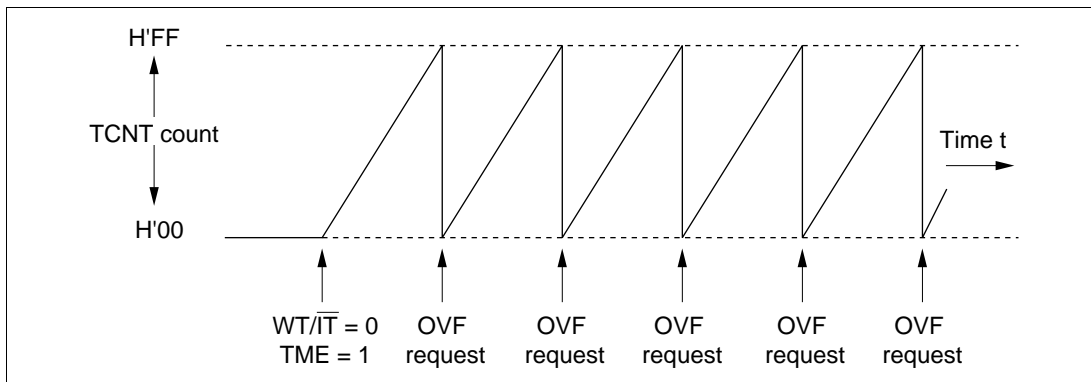 H'FF
TCNT count
Time t
H'00
WT/I̅T̅ = 0
TME = 1
OVF
request
OVF
request
OVF
request
OVF
request
OVF
request